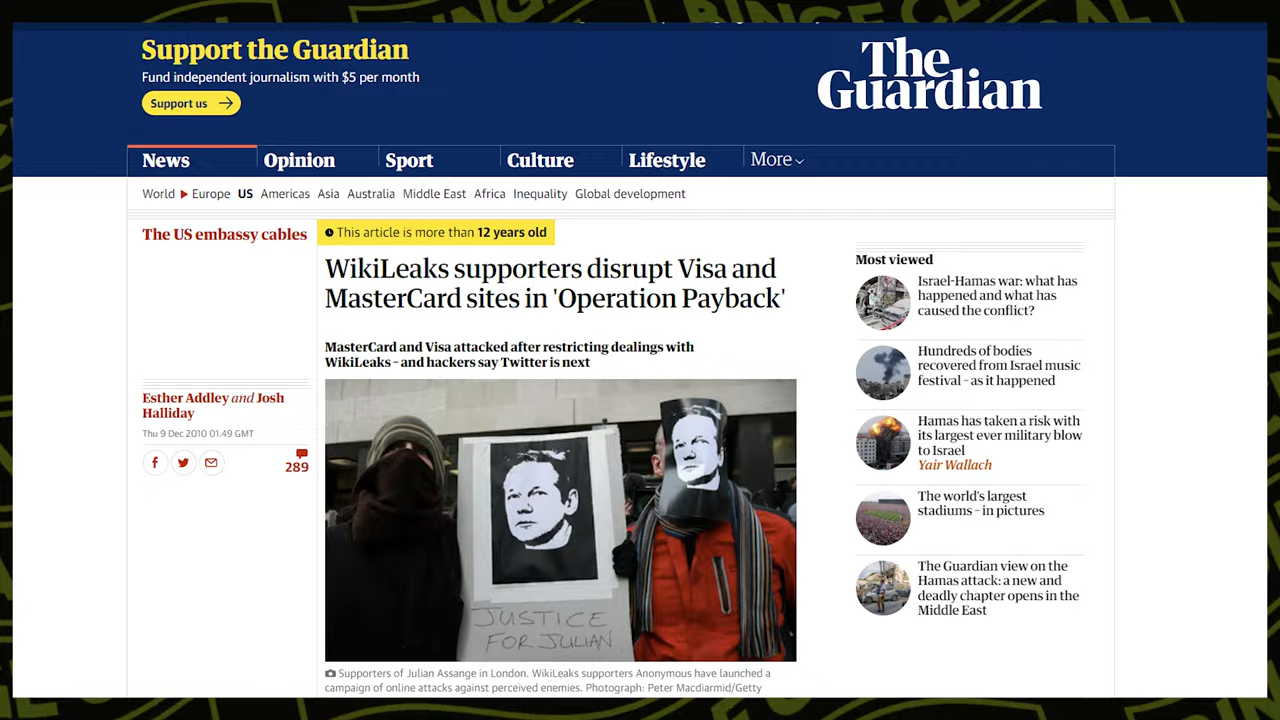 BINGE CENTRAL
Support the Guardian
Fund independent journalism with $5 per month
Support us
The
Guardian
News
Opinion
Sport
Culture
Lifestyle
More
World
Europe
US
Americas
Asia
Australia
Middle East
Africa
Inequality
Global development
The US embassy cables
This article is more than 12 years old
WikiLeaks supporters disrupt Visa and
MasterCard sites in 'Operation Payback'
MasterCard and Visa attacked after restricting dealings with
WikiLeaks – and hackers say Twitter is next
Esther Addley and Josh
Halliday
Thu 9 Dec 2010 01.49 GMT
289
JUSTICE
FOR JULIAN
Supporters of Julian Assange in London. WikiLeaks supporters Anonymous have launched a
campaign of online attacks against perceived enemies. Photograph: Peter Macdiarmid/Getty
Most viewed
Israel-Hamas war: what has
happened and what has
caused the conflict?
Hundreds of bodies
recovered from Israel music
festival – as it happened
Hamas has taken a risk with
its largest ever military blow
to Israel
Yair Wallach
The world's largest
stadiums – in pictures
The Guardian view on the
Hamas attack: a new and
deadly chapter opens in the
Middle East